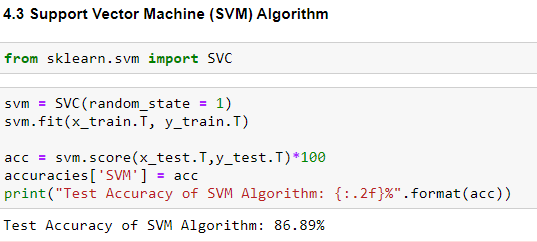 4.3 Support Vector Machine (SVM) Algorithm
from sklearn.svm import SVC
svm = SVC(random_state = 1)
svm.fit(x_train.T, y_train.T)
acc = svm.score(x_test.T,y_test.T)*100
accuracies['SVM'] = acc
print("Test Accuracy of SVM Algorithm: {:.2f}%".format(acc))
Test Accuracy of SVM Algorithm: 86.89%